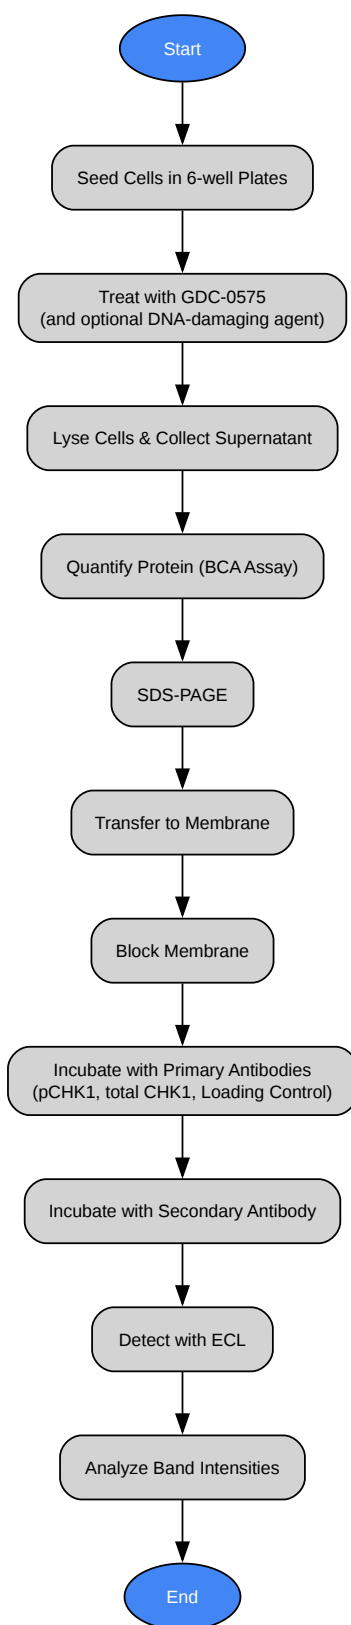 Start
Seed Cells in 6-well Plates
Treat with GDC-0575
(and optional DNA-damaging agent)
Lyse Cells & Collect Supernatant
Quantify Protein (BCA Assay)
SDS-PAGE
Transfer to Membrane
Block Membrane
Incubate with Primary Antibodies
(pCHK1, total CHK1, Loading Control)
Incubate with Secondary Antibody
Detect with ECL
Analyze Band Intensities
End